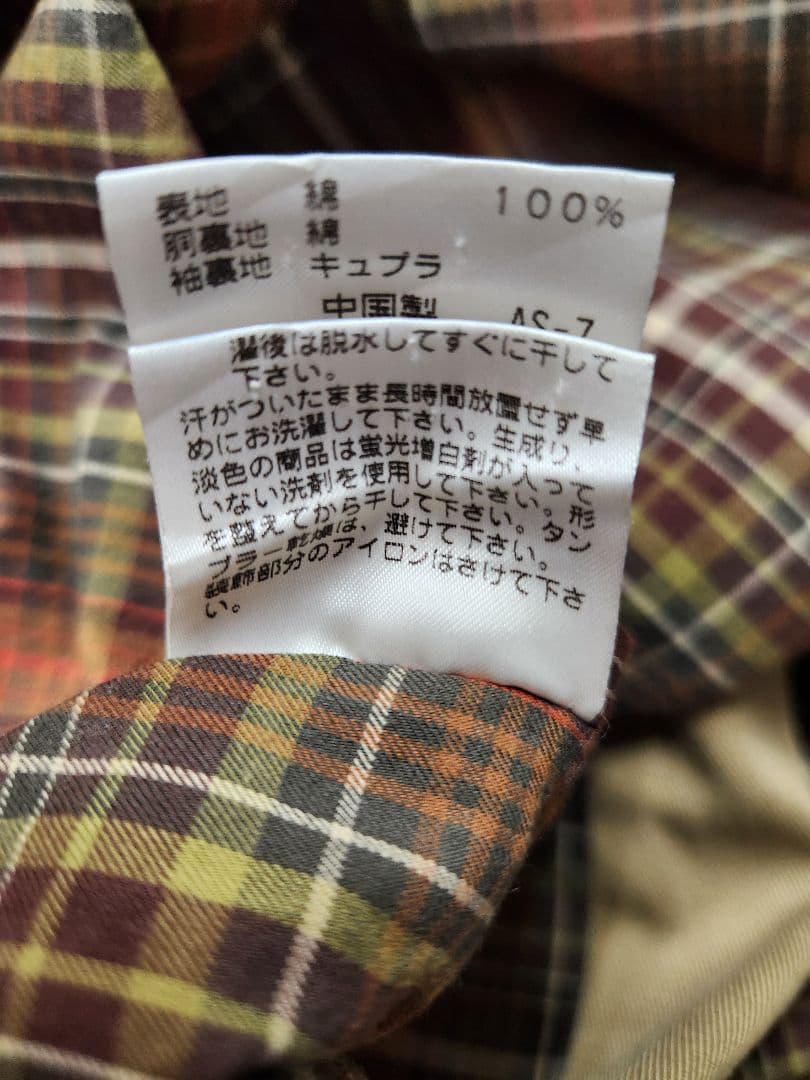 表地 綿 100%
胴裏地 綿
袖裏地 キュプラ
中国製 AS-7
濯後は脱水してすぐに干して
下さい。
汗がついたまま長時間放置せず早
めにお洗濯して下さい。生成り、
淡色の商品は蛍光増白剤が入って
いない洗剤を使用して下さい。形
を整えてから干して下さい。タン
ブラー乾燥は、避けて下さい。
部分のアイロンはさけて下さ
い。